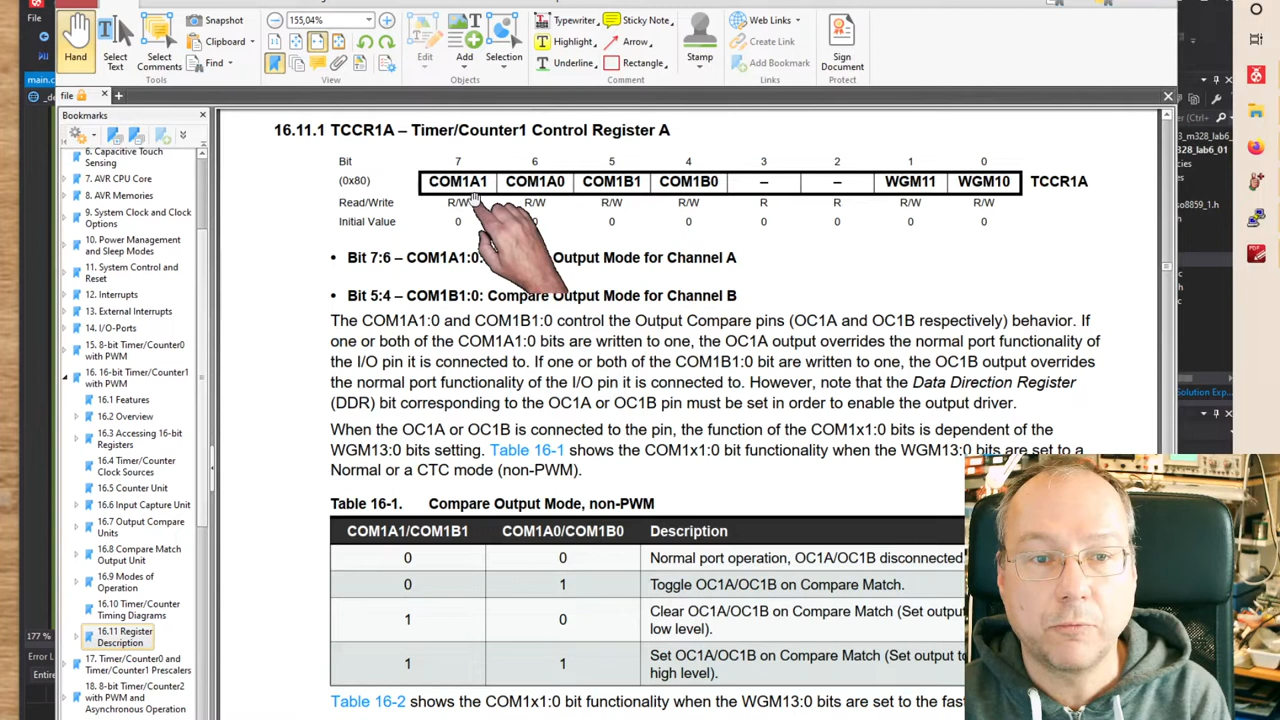 File
Hand
Select
Text
Select
Comments
Snapshot
Clipboard
Find
Tools
155,04%
View
Edit
Add
Selection
Objects
Typewriter
Highlight
Underline
Sticky Note
Arrow
Rectangle
Comment
Stamp
Web Links
Create Link
Add Bookmark
Links
Sign
Document
Protect
main.c
file
Bookmarks
6. Capacitive Touch
Sensing
7. AVR CPU Core
8. AVR Memories
9. System Clock and Clock
Options
10. Power Management
and Sleep Modes
11. System Control and
Reset
12. Interrupts
13. External Interrupts
14. I/O-Ports
15. 8-bit Timer/Counter0
with PWM
16. 16-bit Timer/Counter1
with PWM
16.1 Features
16.2 Overview
16.3 Accessing 16-bit
Registers
16.4 Timer/Counter
Clock Sources
16.5 Counter Unit
16.6 Input Capture Unit
16.7 Output Compare
Units
16.8 Compare Match
Output Unit
16.9 Modes of
Operation
16.10 Timer/Counter
Timing Diagrams
16.11 Register
Description
17. Timer/Counter0 and
Timer/Counter1 Prescalers
18. 8-bit Timer/Counter2
with PWM and
Asynchronous Operation
177 %
Error L
Entire
16.11.1 TCCR1A – Timer/Counter1 Control Register A
Bit 7 6 5 4 3 2 1 0
(0x80) COM1A1 COM1A0 COM1B1 COM1B0 – – WGM11 WGM10 TCCR1A
Read/Write R/W R/W R/W R/W R R R/W R/W
Initial Value 0 0 0 0 0 0 0
• Bit 7:6 – COM1A1:0: Output Mode for Channel A
• Bit 5:4 – COM1B1:0: Compare Output Mode for Channel B
The COM1A1:0 and COM1B1:0 control the Output Compare pins (OC1A and OC1B respectively) behavior. If
one or both of the COM1A1:0 bits are written to one, the OC1A output overrides the normal port functionality of
the I/O pin it is connected to. If one or both of the COM1B1:0 bit are written to one, the OC1B output overrides
the normal port functionality of the I/O pin it is connected to. However, note that the Data Direction Register
(DDR) bit corresponding to the OC1A or OC1B pin must be set in order to enable the output driver.
When the OC1A or OC1B is connected to the pin, the function of the COM1x1:0 bits is dependent of the
WGM13:0 bits setting. Table 16-1 shows the COM1x1:0 bit functionality when the WGM13:0 bits are set to a
Normal or a CTC mode (non-PWM).
Table 16-1. Compare Output Mode, non-PWM
COM1A1/COM1B1 COM1A0/COM1B0 Description
0 0 Normal port operation, OC1A/OC1B disconnected
0 1 Toggle OC1A/OC1B on Compare Match.
1 0 Clear OC1A/OC1B on Compare Match (Set output
low level).
1 1 Set OC1A/OC1B on Compare Match (Set output to
high level).
Table 16-2 shows the COM1x1:0 bit functionality when the WGM13:0 bits are set to the fast
_m328_lab6
_lab6_01
iso8859_1.h
Solution Exp...